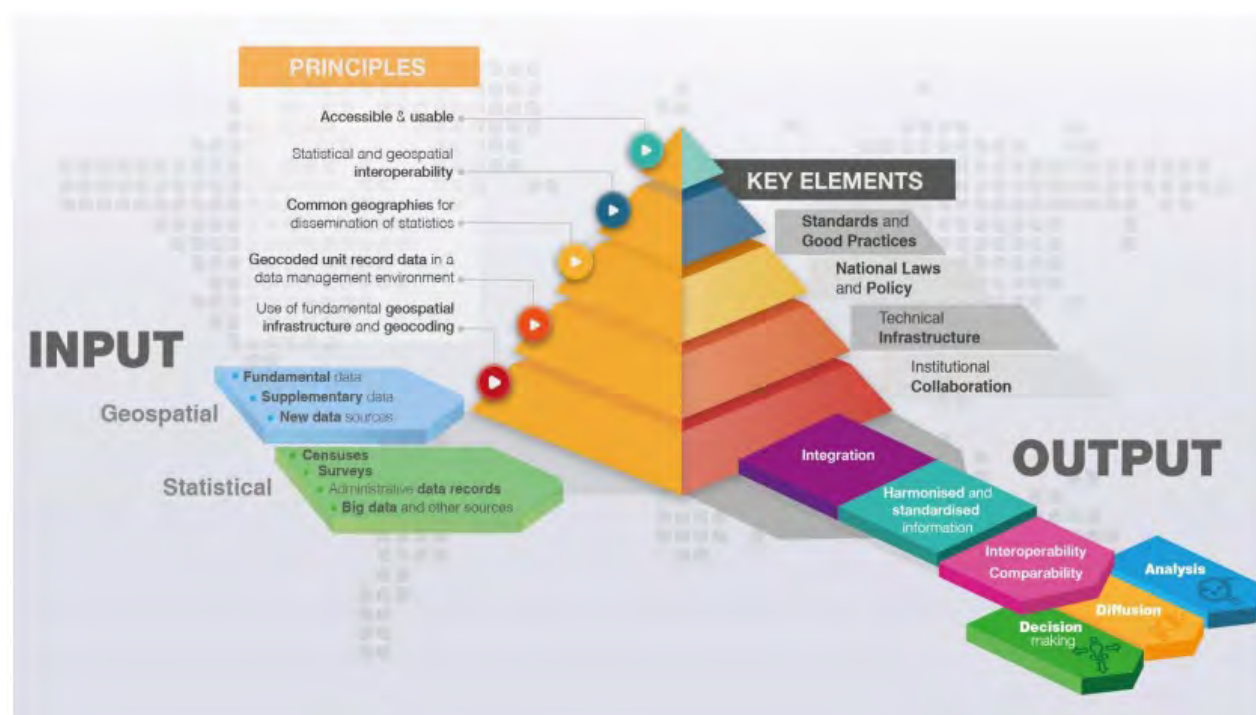 PRINCIPLES
Accessible & usable
Statistical and geospatial
interoperability
Common geographies for
dissemination of statistics
Geocoded unit record data in a
data management environment
Use of fundamental geospatial
infrastructure and geocoding
KEY ELEMENTS
Standards and
Good Practices
National Laws
and Policy
Technical
Infrastructure
Institutional
Collaboration
INPUT
Geospatial
Fundamental data
Supplementary data
New data sources
Statistical
Censuses
Surveys
Administrative data records
Big data and other sources
OUTPUT
Integration
Harmonised and
standardised
information
Interoperability
Comparability
Analysis
Diffusion
Decision
making